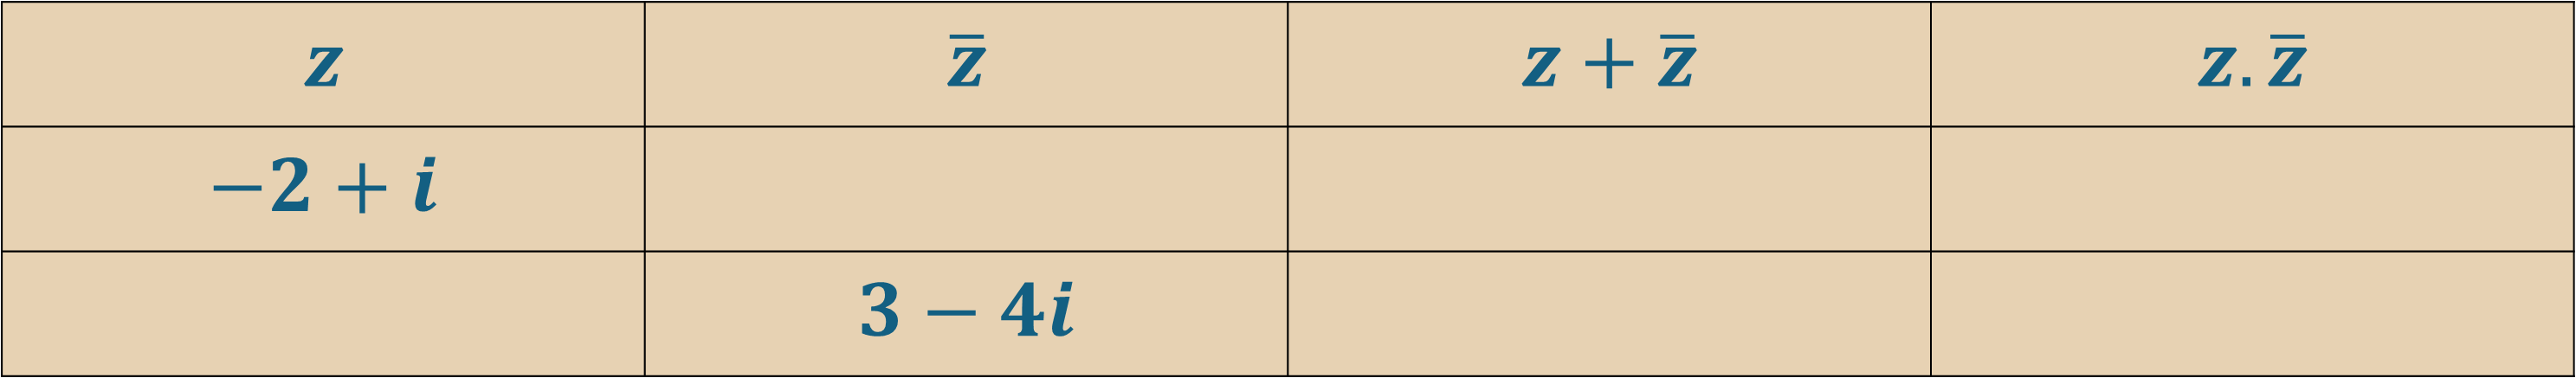 z z̅ z + z̅ z. z̅
−2 + i
3 − 4i